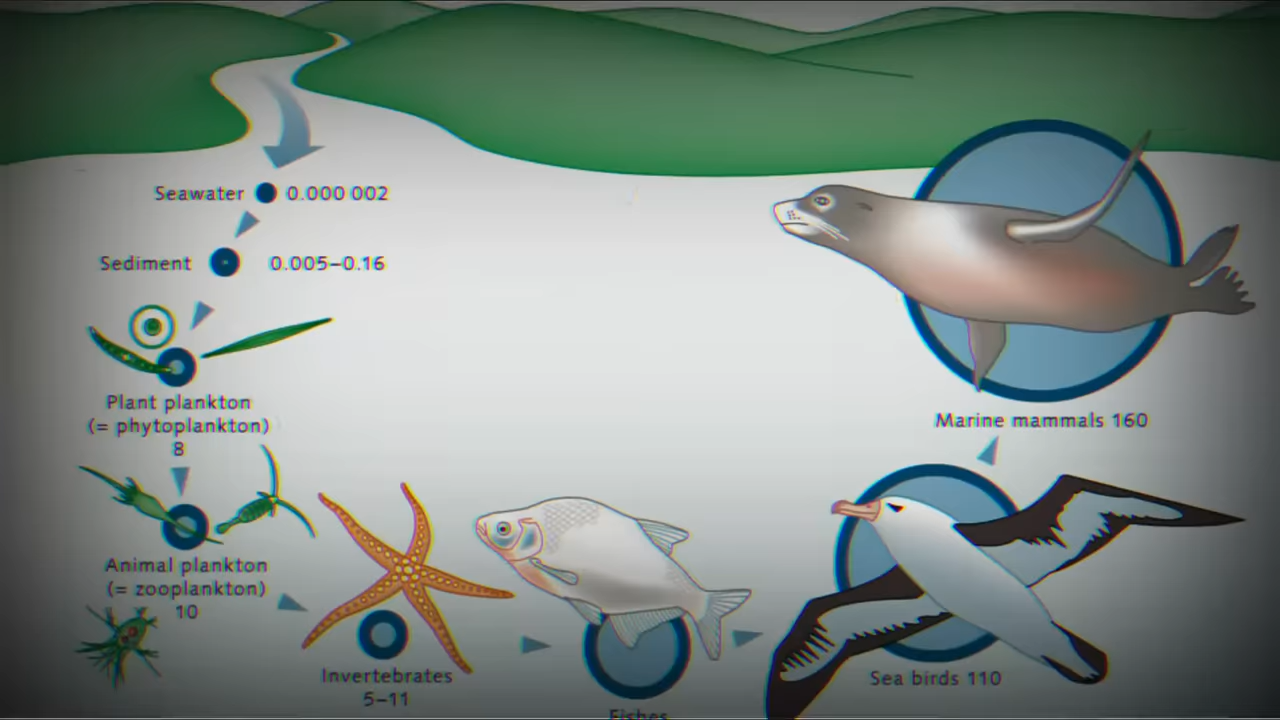 Seawater 0.000 002
Sediment 0.005–0.16
Plant plankton
(= phytoplankton)
8
Animal plankton
(= zooplankton)
10
Invertebrates
5–11
Fishes
Sea birds 110
Marine mammals 160